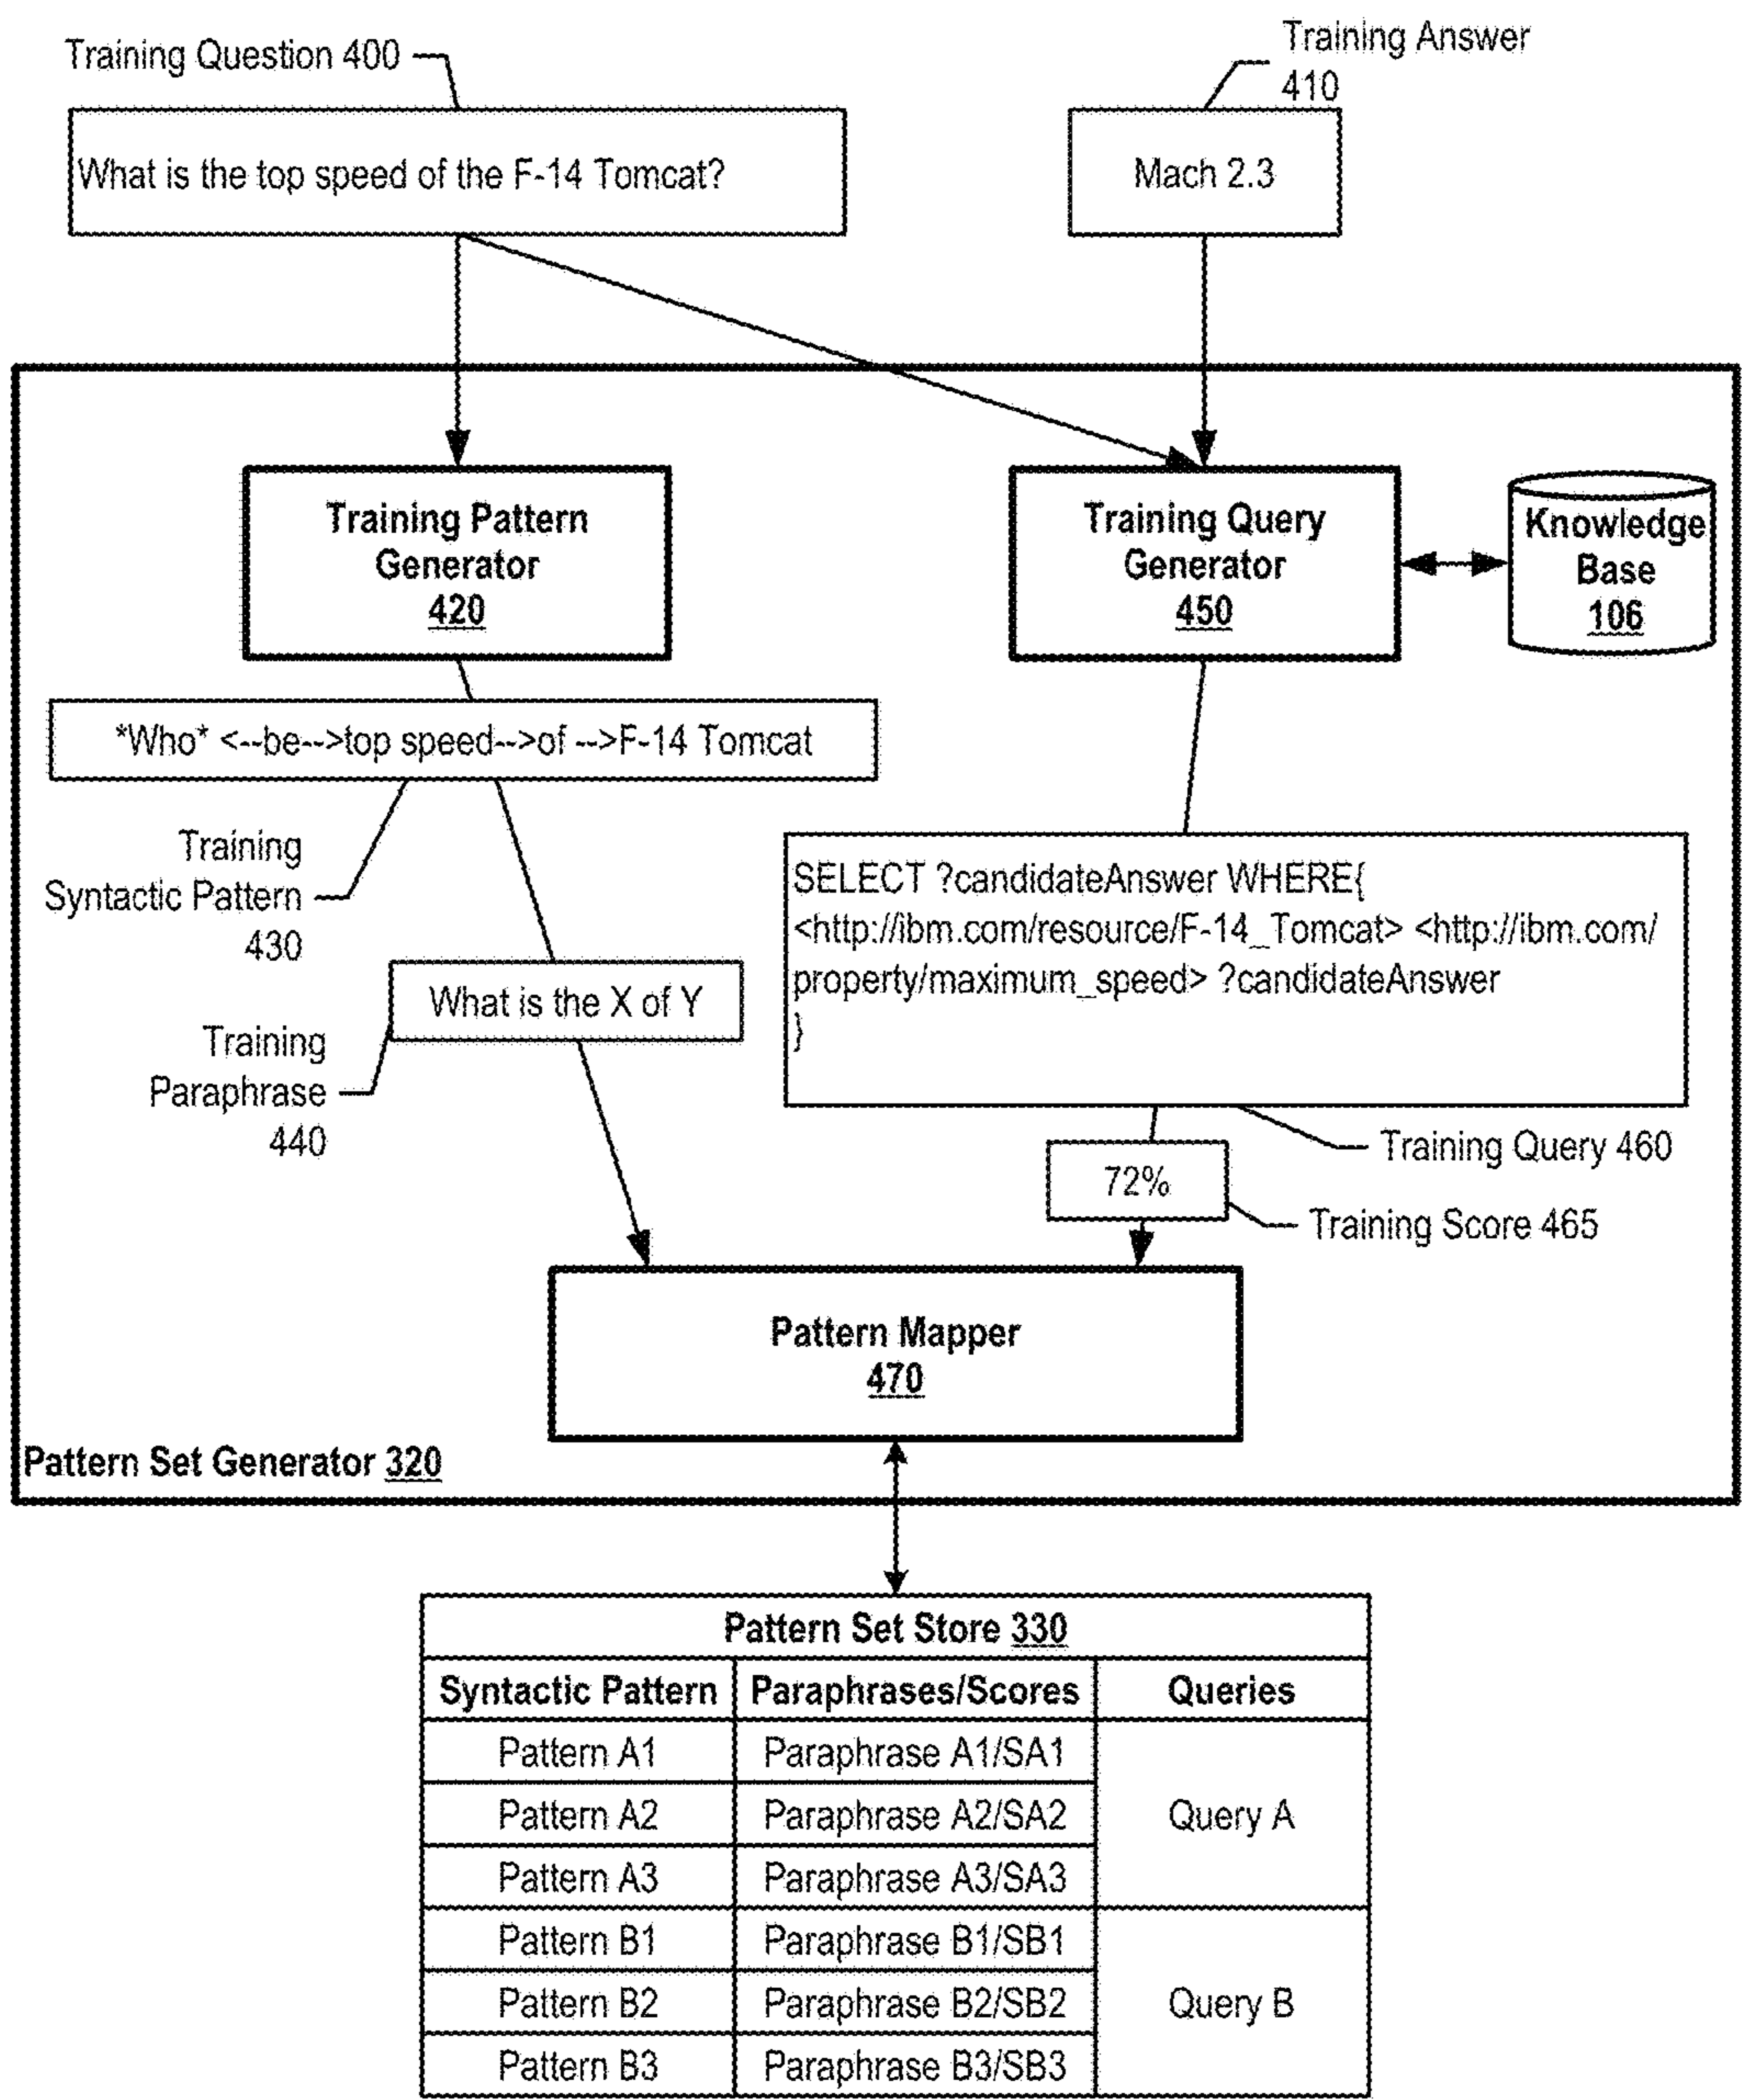 Training Question 400
Training Answer
410
What is the top speed of the F-14 Tomcat?
Mach 2.3
Training Pattern
Generator
420
Training Query
Generator
450
Knowledge
Base
106
*Who* <--be-->top speed-->of -->F-14 Tomcat
Training
Syntactic Pattern
430
SELECT ?candidateAnswer WHERE{
<http://ibm.com/resource/F-14_Tomcat> <http://ibm.com/
property/maximum_speed> ?candidateAnswer
}
What is the X of Y
Training
Paraphrase
440
Training Query 460
72%
Training Score 465
Pattern Mapper
470
Pattern Set Generator 320
Pattern Set Store 330
Syntactic Pattern Paraphrases/Scores Queries
Pattern A1 Paraphrase A1/SA1
Pattern A2 Paraphrase A2/SA2 Query A
Pattern A3 Paraphrase A3/SA3
Pattern B1 Paraphrase B1/SB1
Pattern B2 Paraphrase B2/SB2 Query B
Pattern B3 Paraphrase B3/SB3